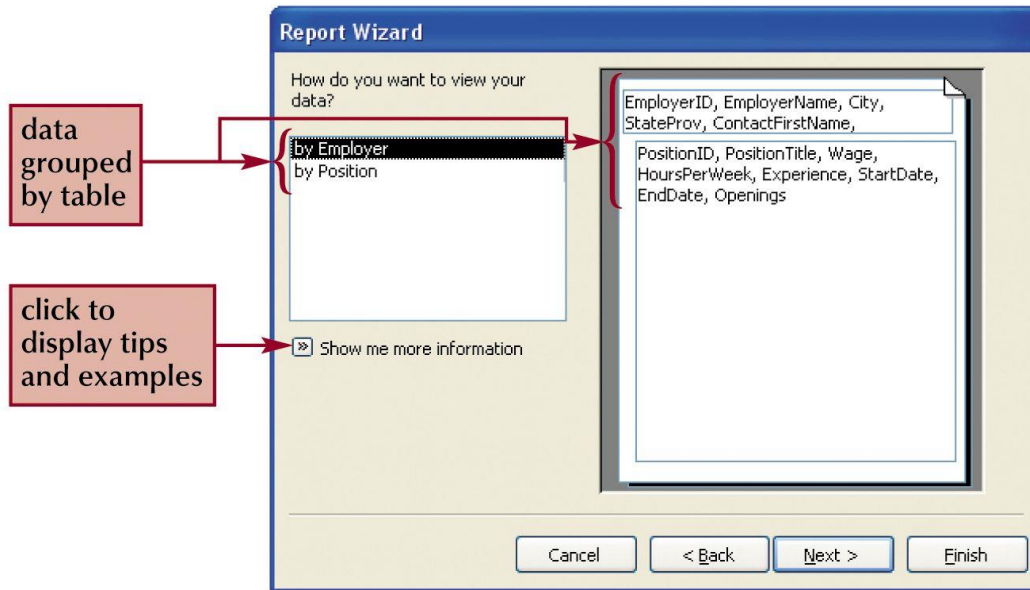 Report Wizard
How do you want to view your
data?
data
grouped
by table
by Employer
by Position
EmployerID, EmployerName, City,
StateProv, ContactFirstName,
PositionID, PositionTitle, Wage,
HoursPerWeek, Experience, StartDate,
EndDate, Openings
click to
display tips
and examples
» Show me more information
Cancel
< Back
Next >
Finish